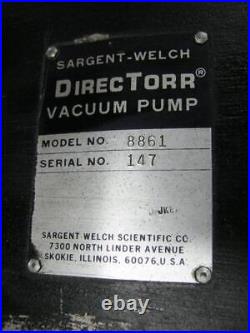 SARGENT-WELCH
DIRECTORR®
VACUUM PUMP
MODEL NO. 8861
SERIAL NO. 147
SARGENT-WELCH SCIENTIFIC CO.
7300 NORTH LINDER AVENUE
SKOKIE, ILLINOIS, 60076, U.S.A.